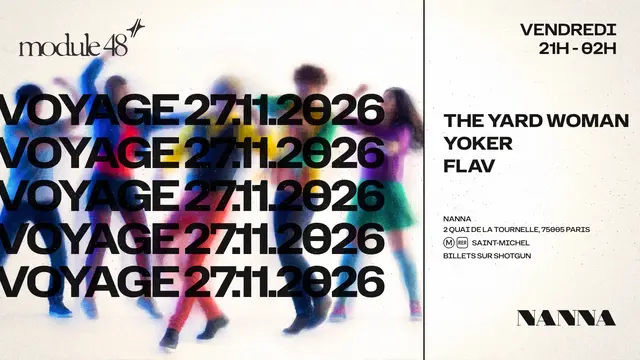 module 48
VOYAGE 27.11.2026
VOYAGE 27.11.2026
VOYAGE 27.11.2026
VOYAGE 27.11.2026
VOYAGE 27.11.2026
VENDREDI
21H - 02H
THE YARD WOMAN
YOKER
FLAV
NANNA
2 QUAI DE LA TOURNELLE, 75005 PARIS
M RER SAINT-MICHEL
BILLETS SUR SHOTGUN
NANNA